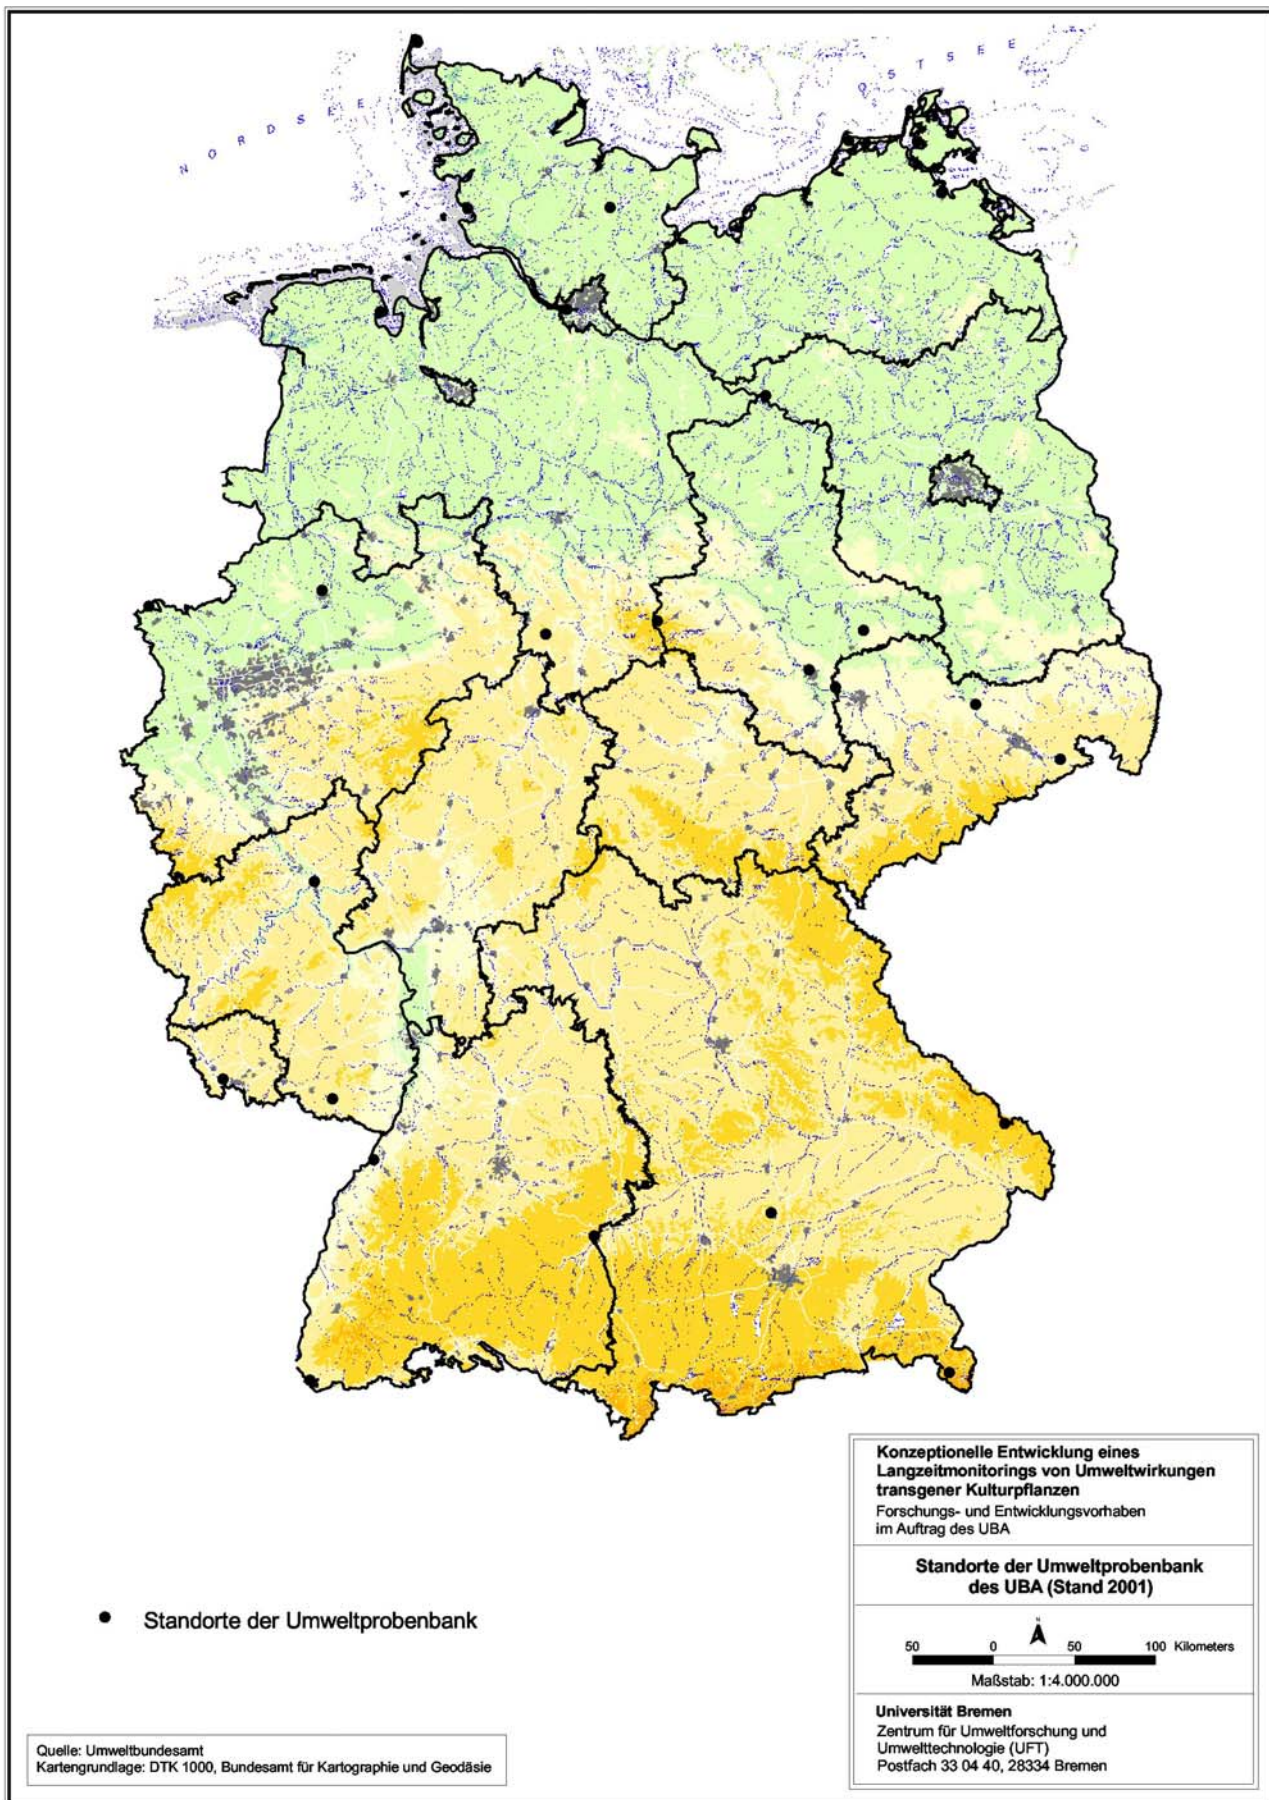 NORDSEE
OSTSEE
Standorte der Umweltprobenbank
Konzeptionelle Entwicklung eines
Langzeitmonitorings von Umweltwirkungen
transgener Kulturpflanzen
Forschungs- und Entwicklungsvorhaben
im Auftrag des UBA
Standorte der Umweltprobenbank
des UBA (Stand 2001)
N
50 0 50 100 Kilometers
Maßstab: 1:4.000.000
Universität Bremen
Zentrum für Umweltforschung und
Umwelttechnologie (UFT)
Postfach 33 04 40, 28334 Bremen
Quelle: Umweltbundesamt
Kartengrundlage: DTK 1000, Bundesamt für Kartographie und Geodäsie